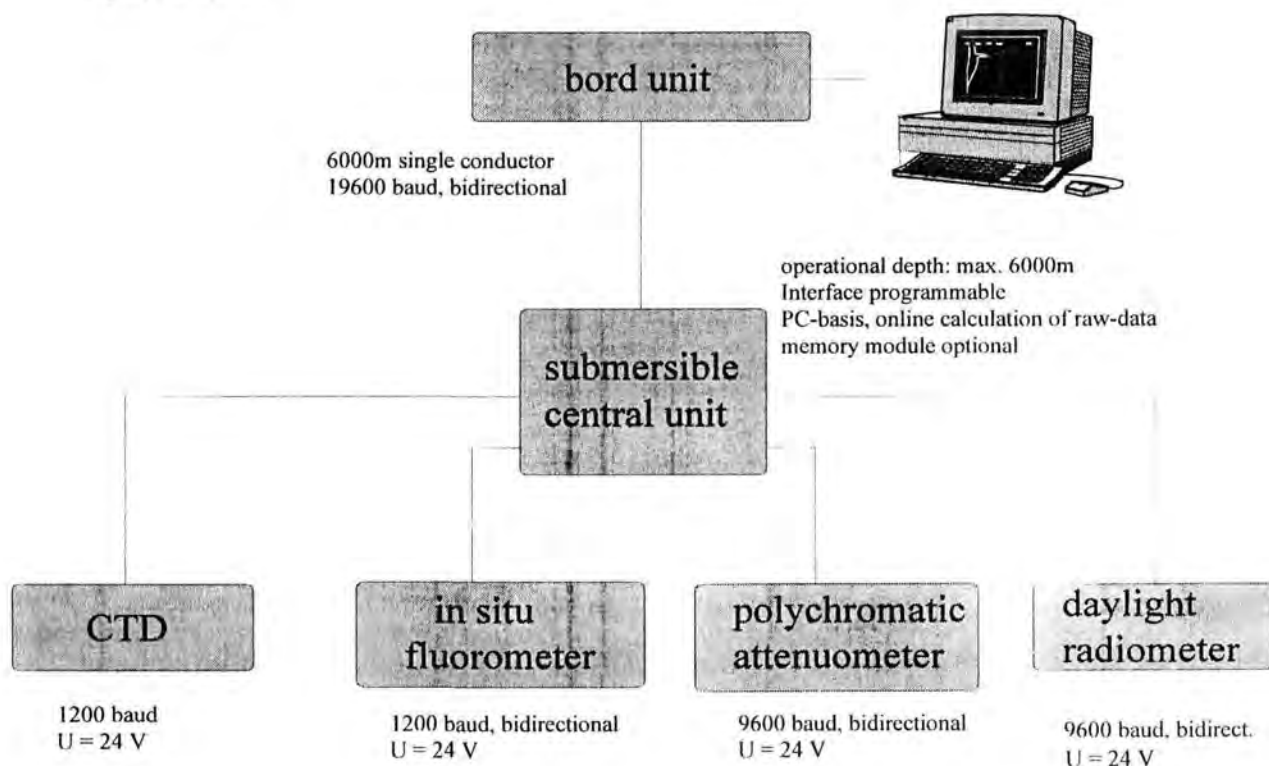 bord unit
6000m single conductor
19600 baud, bidirectional
operational depth: max. 6000m
Interface programmable
PC-basis, online calculation of raw-data
memory module optional
submersible
central unit
CTD
1200 baud
U = 24 V
in situ
fluorometer
1200 baud, bidirectional
U = 24 V
polychromatic
attenuometer
9600 baud, bidirectional
U = 24 V
daylight
radiometer
9600 baud, bidirect.
U = 24 V